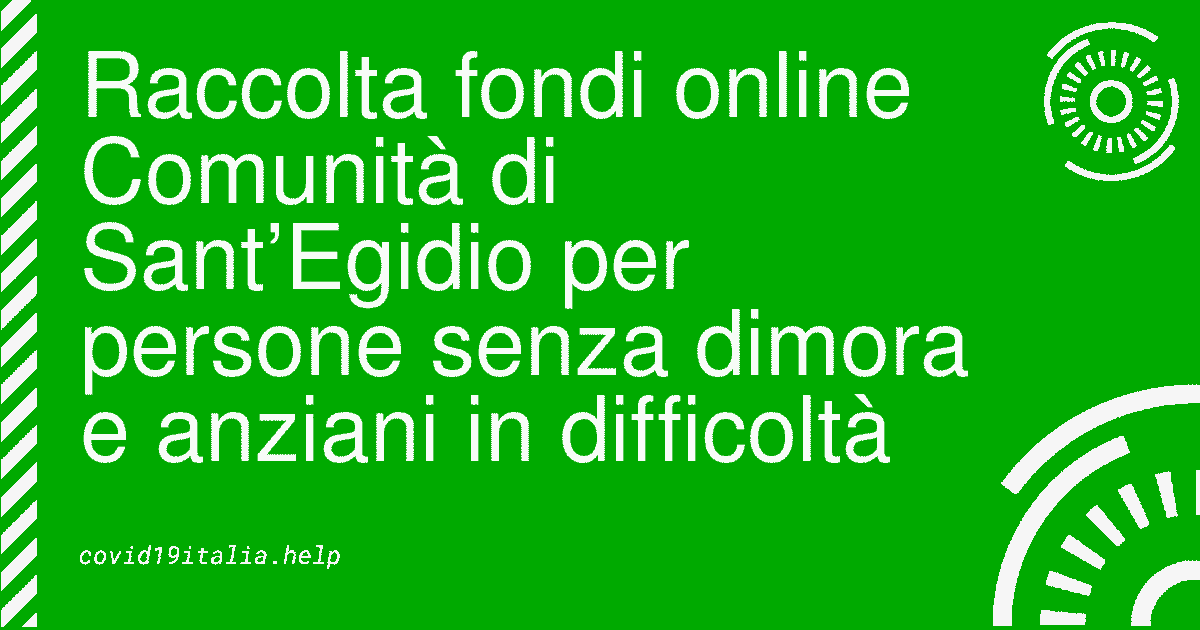 Raccolta fondi online
Comunità di
Sant’Egidio per
persone senza dimora
e anziani in difficoltà
covid19italia.help